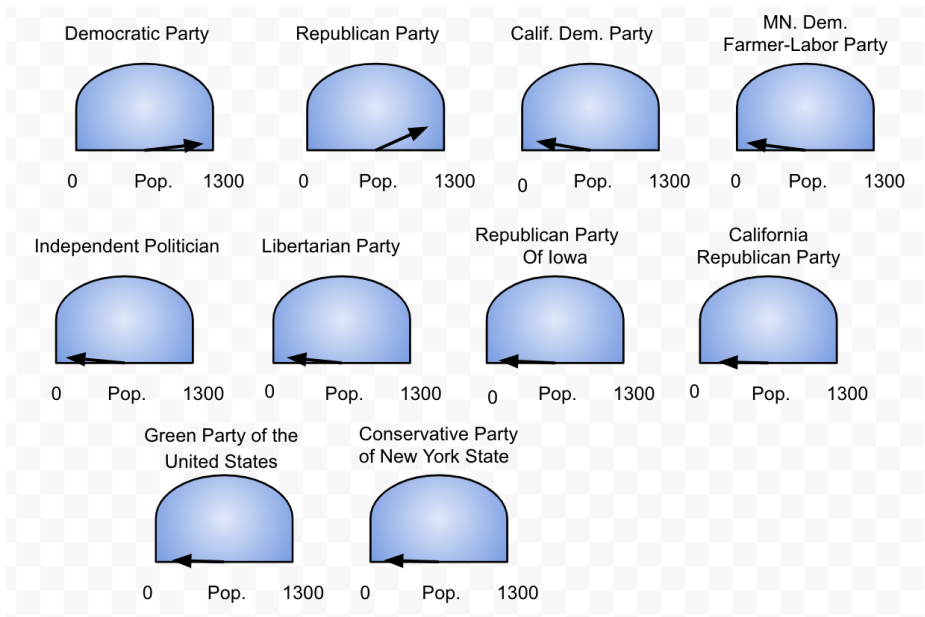 Democratic Party
Republican Party
Calif. Dem. Party
MN. Dem.
Farmer-Labor Party
0 Pop. 1300
0 Pop. 1300
0 Pop. 1300
0 Pop. 1300
Independent Politician
Libertarian Party
Republican Party
Of Iowa
California
Republican Party
0 Pop. 1300
0 Pop. 1300
0 Pop. 1300
0 Pop. 1300
Green Party of the
United States
Conservative Party
of New York State
0 Pop. 1300
0 Pop. 1300